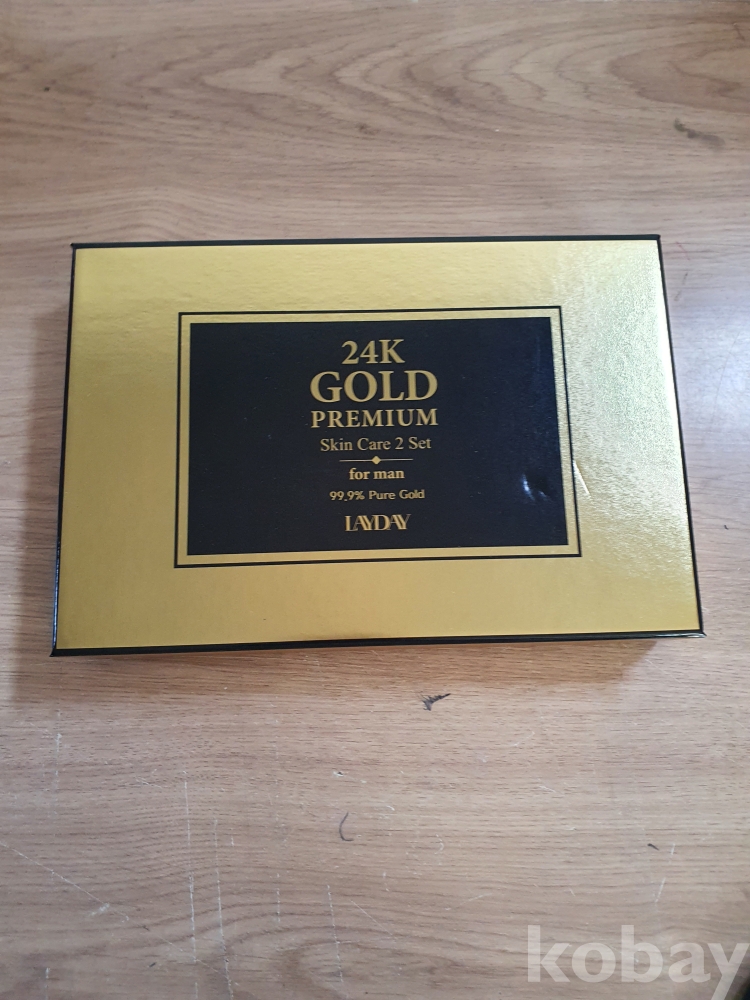 24K
GOLD
PREMIUM
Skin Care 2 Set
for man
99.9% Pure Gold
LAYDAY
kobay